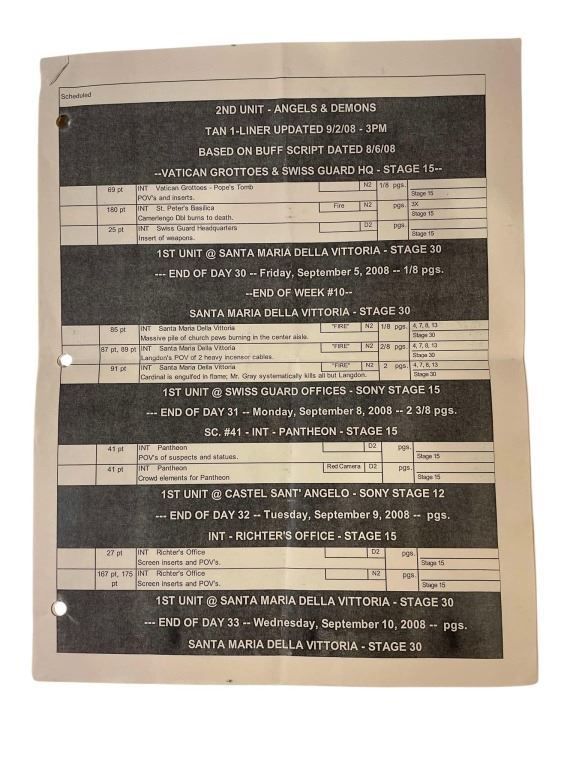 Scheduled
2ND UNIT - ANGELS & DEMONS
TAN 1-LINER UPDATED 9/2/08 - 3PM
BASED ON BUFF SCRIPT DATED 8/6/08
--VATICAN GROTTOES & SWISS GUARD HQ - STAGE 15--
69 pt INT Vatican Grottoes - Pope's Tomb N2 1/8 pgs.
POV's and inserts. Stage 15
180 pt INT St. Peter's Basilica Fire N2 pgs. 3X
Camerlengo Dbl burns to death. Stage 15
25 pt INT Swiss Guard Headquarters D2 pgs.
Insert of weapons. Stage 15
1ST UNIT @ SANTA MARIA DELLA VITTORIA - STAGE 30
--- END OF DAY 30 -- Friday, September 5, 2008 -- 1/8 pgs.
--END OF WEEK #10--
SANTA MARIA DELLA VITTORIA - STAGE 30
85 pt INT Santa Maria Della Vittoria "FIRE" N2 1/8 pgs. 4, 7, 8, 13
Massive pile of church pews burning in the center aisle. Stage 30
87 pt, 89 pt INT Santa Maria Della Vittoria "FIRE" N2 2/8 pgs. 4, 7, 8, 13
Langdon's POV of 2 heavy incensor cables. Stage 30
91 pt INT Santa Maria Della Vittoria "FIRE" N2 2 pgs. 4, 7, 8, 13
Cardinal is engulfed in flame; Mr. Gray systematically kills all but Langdon. Stage 30
1ST UNIT @ SWISS GUARD OFFICES - SONY STAGE 15
--- END OF DAY 31 -- Monday, September 8, 2008 -- 2 3/8 pgs.
SC. #41 - INT - PANTHEON - STAGE 15
41 pt INT Pantheon D2 pgs.
POV's of suspects and statues. Stage 15
41 pt INT Pantheon Red Camera D2 pgs.
Crowd elements for Pantheon Stage 15
1ST UNIT @ CASTEL SANT' ANGELO - SONY STAGE 12
--- END OF DAY 32 -- Tuesday, September 9, 2008 -- pgs.
INT - RICHTER'S OFFICE - STAGE 15
27 pt INT Richter's Office D2 pgs.
Screen inserts and POV's. Stage 15
167 pt, 175 INT Richter's Office N2 pgs.
pt Screen inserts and POV's. Stage 15
1ST UNIT @ SANTA MARIA DELLA VITTORIA - STAGE 30
--- END OF DAY 33 -- Wednesday, September 10, 2008 -- pgs.
SANTA MARIA DELLA VITTORIA - STAGE 30